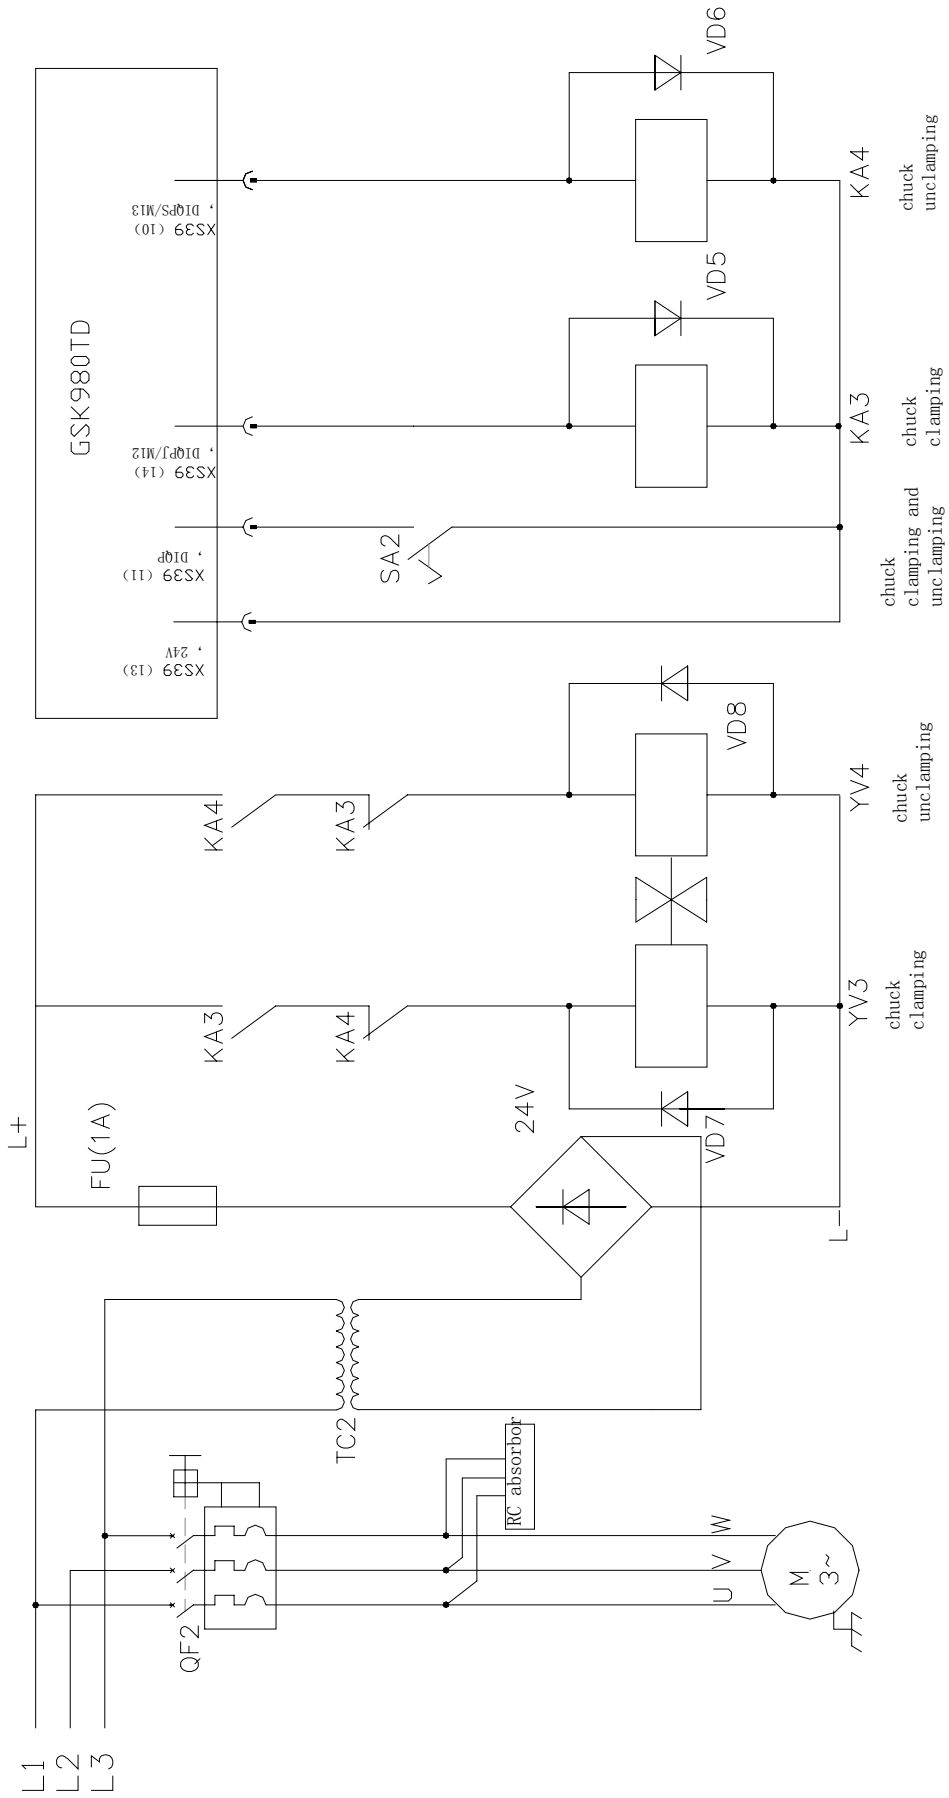 L1
L2
L3
QF2
U
V
W
M
3~
RC absorbor
TC2
L+
FU(1A)
24V
L-
VD7
KA3
KA4
YV3
chuck
clamping
KA4
KA3
VD8
YV4
chuck
unclamping
GSK980TD
XS39 (13)
, 24V
XS39 (11)
, DIQP
XS39 (14)
, DIQPJ/M12
XS39 (10)
, DIQPS/M13
SA2
chuck
clamping and
unclamping
VD5
KA3
chuck
clamping
VD6
KA4
chuck
unclamping